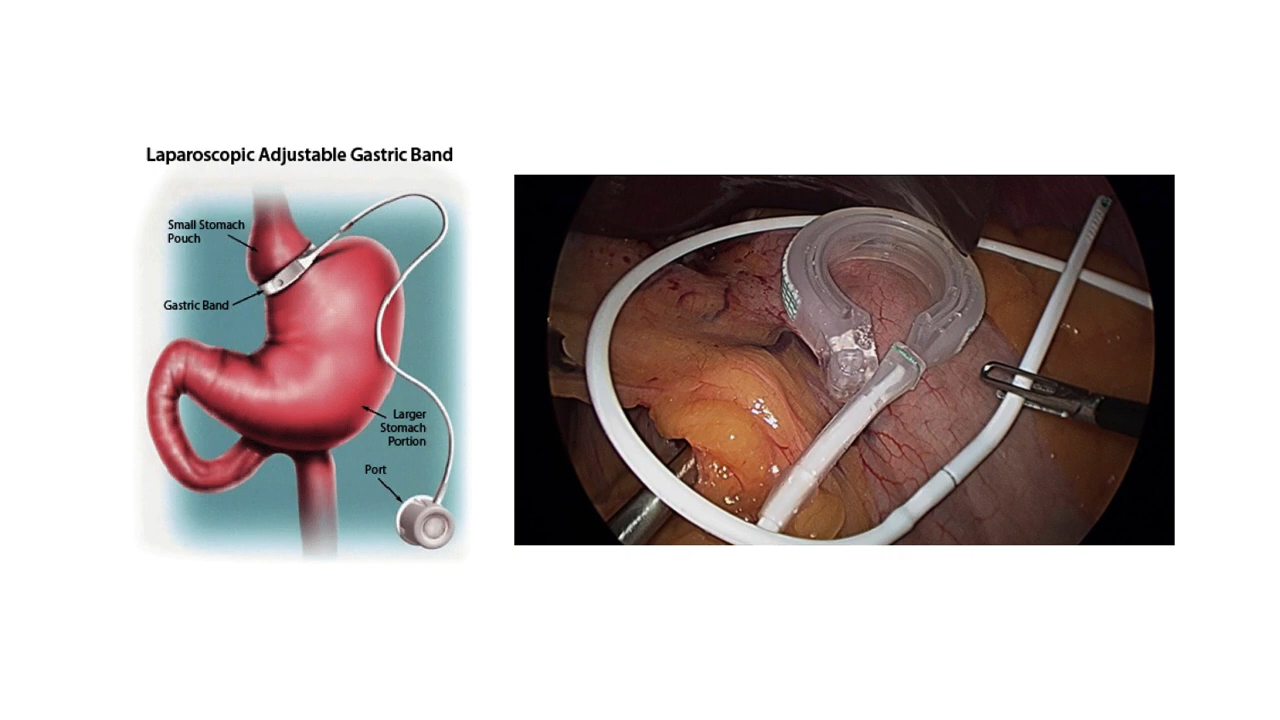 Laparoscopic Adjustable Gastric Band
Small Stomach
Pouch
Gastric Band
Larger
Stomach
Portion
Port